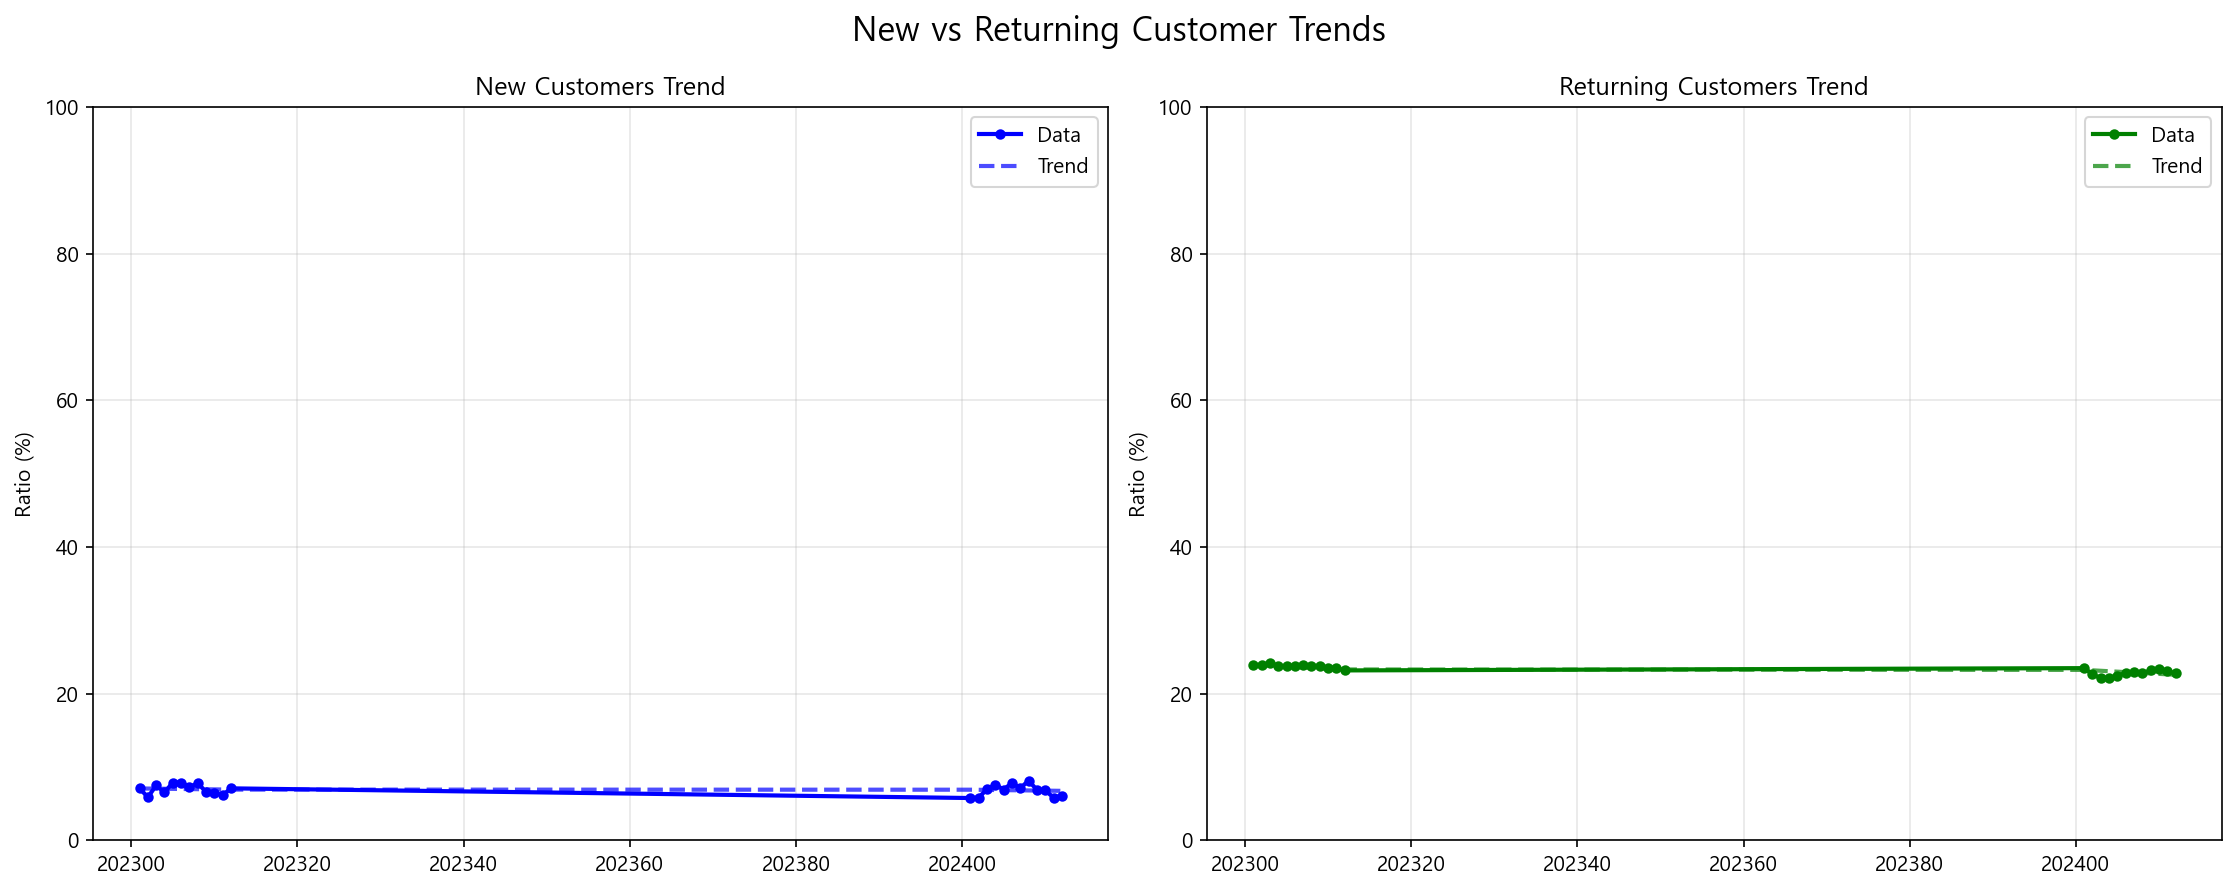 New vs Returning Customer Trends
New Customers Trend
100
80
60
40
20
0
Ratio (%)
202300 202320 202340 202360 202380 202400
Data
Trend
Returning Customers Trend
100
80
60
40
20
0
Ratio (%)
202300 202320 202340 202360 202380 202400
Data
Trend